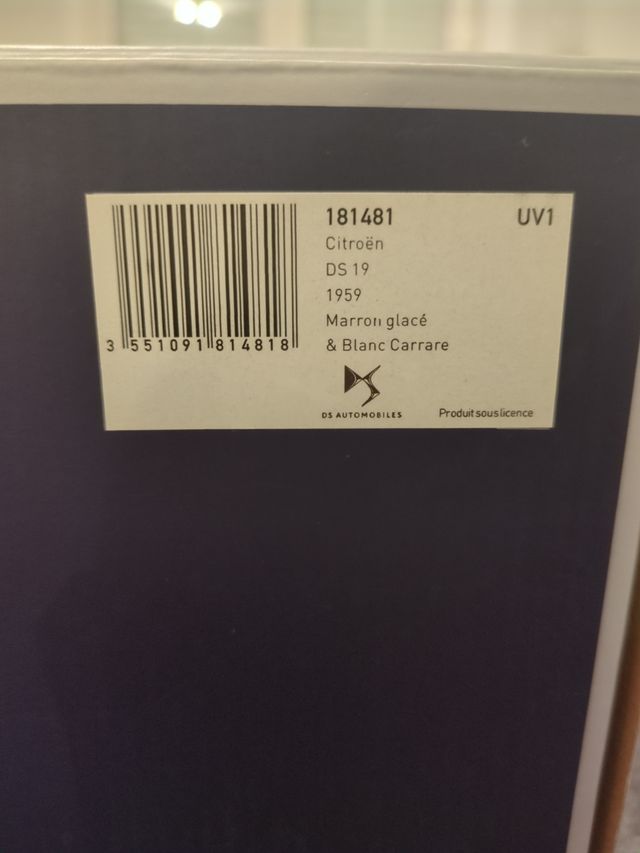 181481 UV1
Citroën
DS 19
1959
Marron glacé
& Blanc Carrare
3 551091 814818
DS AUTOMOBILES
Produit sous licence